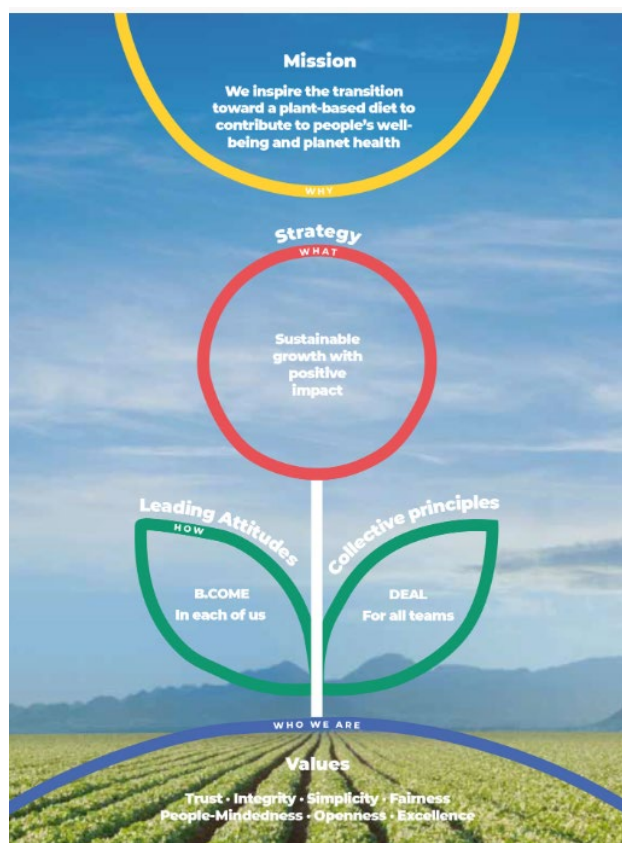 Mission
We inspire the transition
toward a plant-based diet to
contribute to people's well-
being and planet health
WHY
Strategy
WHAT
Sustainable
growth with
positive
impact
Leading Attitudes
HOW
B.COME
In each of us
Collective principles
DEAL
For all teams
WHO WE ARE
Values
Trust · Integrity · Simplicity · Fairness
People-Mindedness · Openness · Excellence